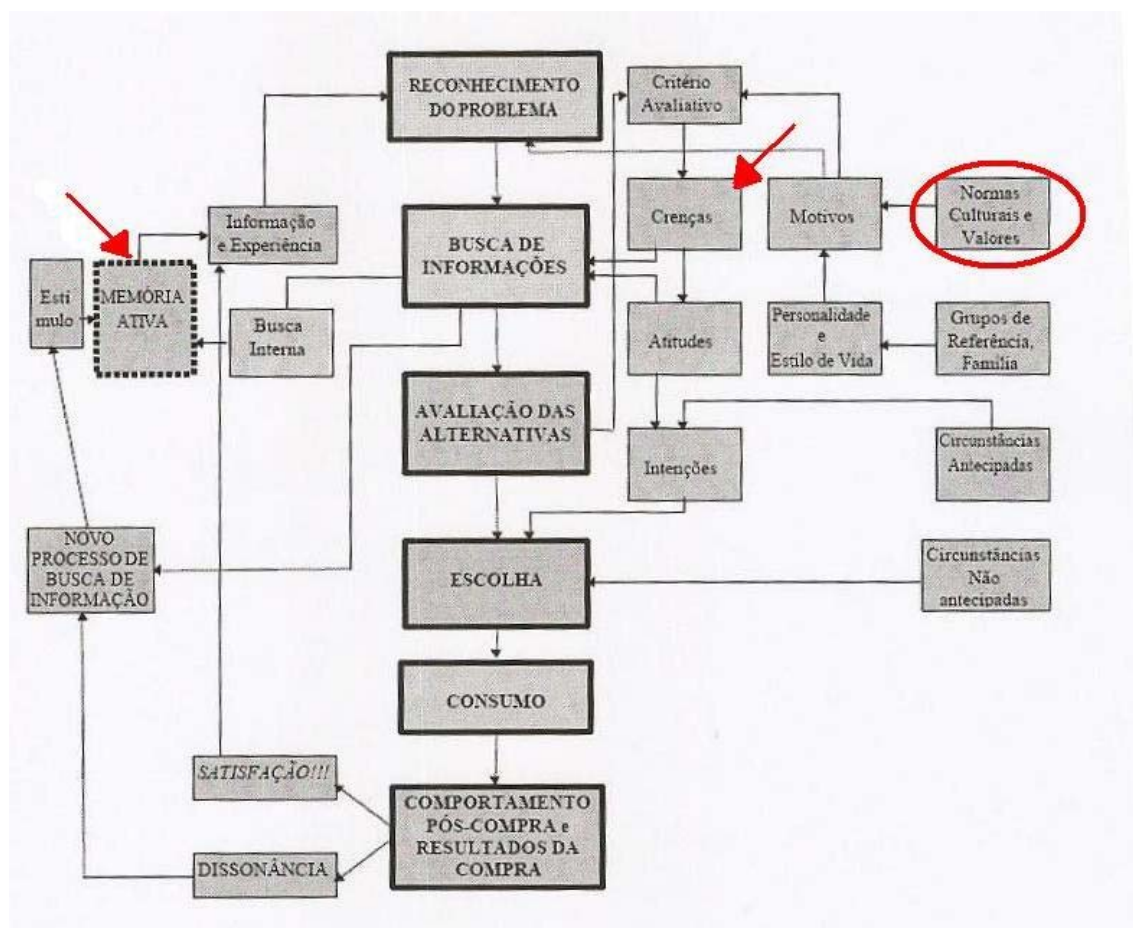 RECONHECIMENTO
DO PROBLEMA
Critério
Avaliativo
Informação
e Experiência
BUSCA DE
INFORMAÇÕES
Crenças
Motivos
Normas
Culturais e
Valores
Estí
mulo
MEMÓRIA
ATIVA
Busca
Interna
Atitudes
Personalidade
e
Estilo de Vida
Grupos de
Referência,
Família
AVALIAÇÃO DAS
ALTERNATIVAS
Intenções
Circunstâncias
Antecipadas
NOVO
PROCESSO DE
BUSCA DE
INFORMAÇÃO
ESCOLHA
Circunstâncias
Não
antecipadas
CONSUMO
SATISFAÇÃO!!!
COMPORTAMENTO
PÓS-COMPRA e
RESULTADOS DA
COMPRA
DISSONÂNCIA